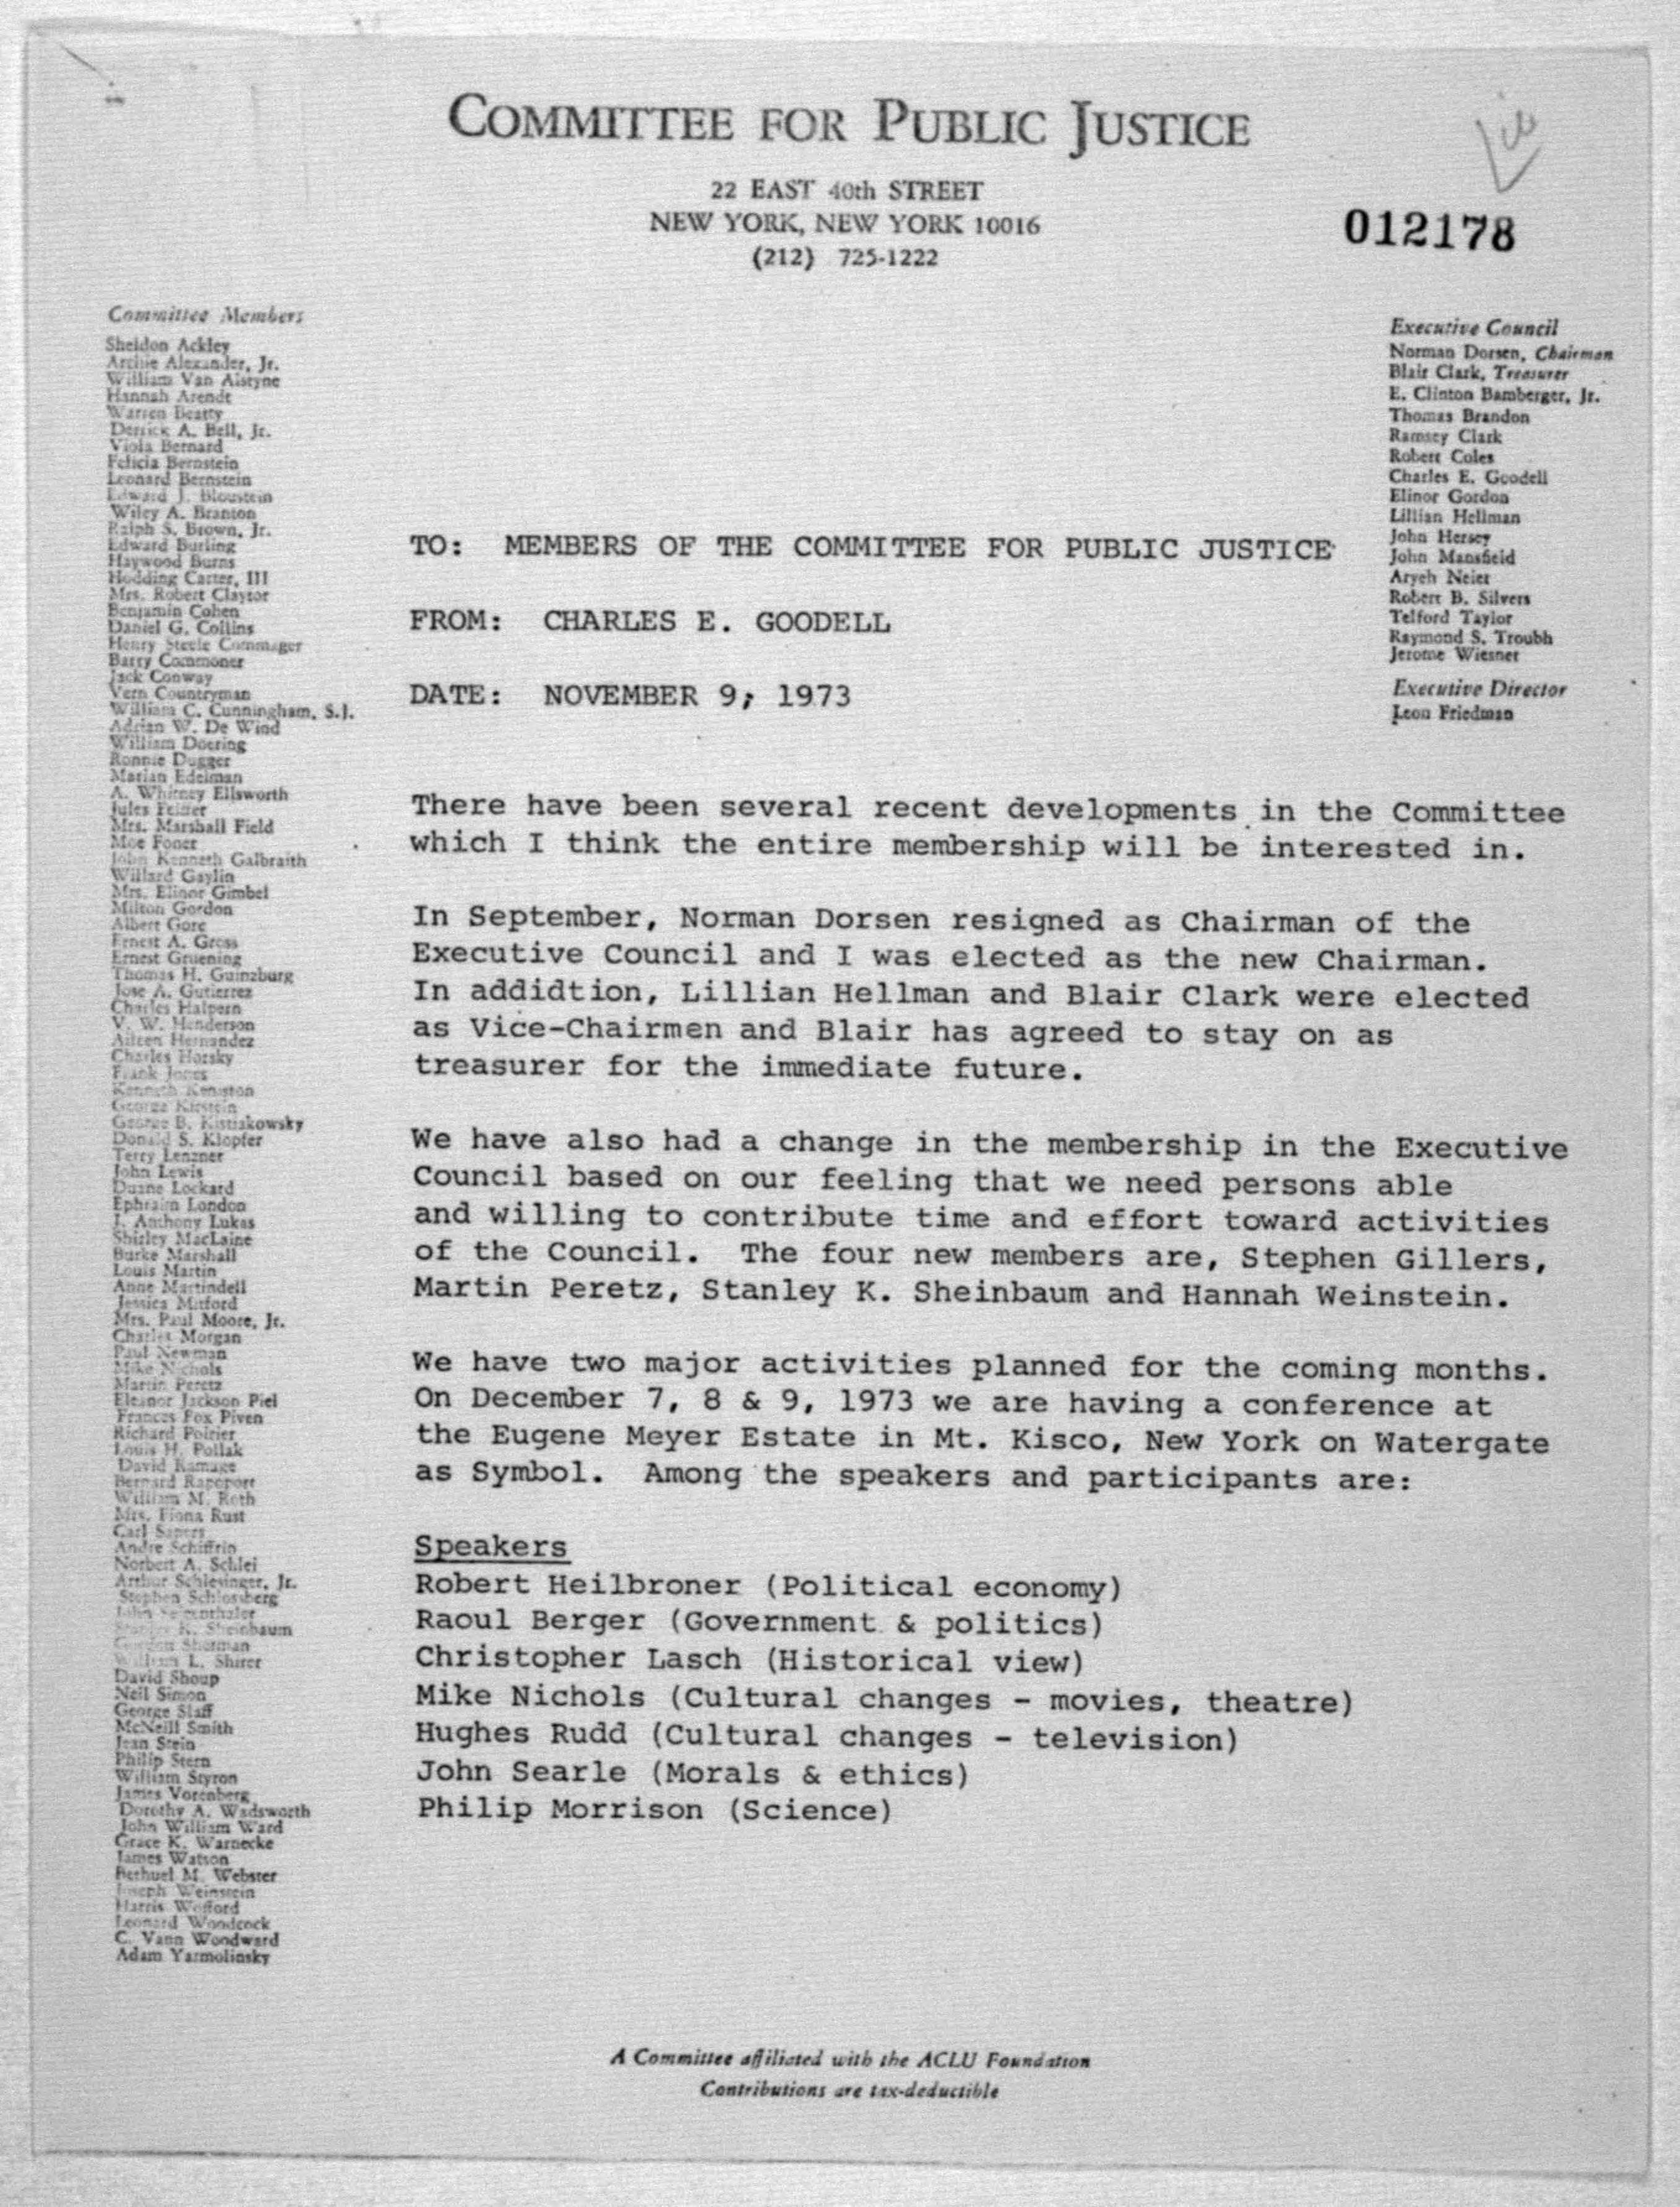 COMMITTEE FOR PUBLIC JUSTICE
22 EAST 40th STREET
NEW YORK, NEW YORK 10016
(212) 725-1222
012178
Committee Members
Sheldon Ackley
Archie Alexander, Jr.
William Van Alstyne
Hannah Arendt
Warren Beatty
Derrick A. Bell, Jr.
Viola Bernard
Felicia Bernstein
Leonard Bernstein
Edward J. Bloustein
Wiley A. Branton
Ralph S. Brown, Jr.
Edward Burling
Haywood Burns
Hodding Carter, III
Mrs. Robert Claytor
Benjamin Cohen
Daniel G. Collins
Henry Steele Commager
Barry Commoner
Jack Conway
Vern Countryman
William C. Cunningham, S.J.
Adrian W. De Wind
William Doering
Ronnie Dugger
Marian Edelman
A. Whitney Ellsworth
Jules Feiffer
Mrs. Marshall Field
Moe Foner
John Kenneth Galbraith
Willard Gaylin
Mrs. Elinor Gimbel
Milton Gordon
Albert Gore
Ernest A. Gross
Ernest Gruening
Thomas H. Guinzburg
Jose A. Gutierrez
Charles Halpern
V. W. Henderson
Aileen Hernandez
Charles Horsky
Frank Jones
Kenneth Keniston
George Kirstein
George B. Kistiakowsky
Donald S. Klopfer
Terry Lenzner
John Lewis
Duane Lockard
Ephraim London
J. Anthony Lukas
Shirley MacLaine
Burke Marshall
Louis Martin
Anne Martindell
Jessica Mitford
Mrs. Paul Moore, Jr.
Charles Morgan
Paul Newman
Mike Nichols
Martin Peretz
Eleanor Jackson Piel
Frances Fox Piven
Richard Poirier
Louis H. Pollak
David Ramage
Bernard Rapoport
William M. Roth
Mrs. Fiona Rust
Carl Sapers
Andre Schiffrin
Norbert A. Schlei
Arthur Schlesinger, Jr.
Stephen Schlossberg
John Seigenthaler
Stanley K. Sheinbaum
Gordon Sherman
William L. Shirer
David Shoup
Neil Simon
George Slaff
McNeill Smith
Jean Stein
Philip Stern
William Styron
James Vorenberg
Dorothy A. Wadsworth
John William Ward
Grace K. Warnecke
James Watson
Bethuel M. Webster
Joseph Weinstein
Harris Wofford
Leonard Woodcock
C. Vann Woodward
Adam Yarmolinsky
Executive Council
Norman Dorsen, Chairman
Blair Clark, Treasurer
E. Clinton Bamberger, Jr.
Thomas Brandon
Ramsey Clark
Robert Coles
Charles E. Goodell
Elinor Gordon
Lillian Hellman
John Hersey
John Mansfield
Aryeh Neier
Robert B. Silvers
Telford Taylor
Raymond S. Troubh
Jerome Wiesner
Executive Director
Leon Friedman
TO: MEMBERS OF THE COMMITTEE FOR PUBLIC JUSTICE
FROM: CHARLES E. GOODELL
DATE: NOVEMBER 9, 1973
There have been several recent developments in the Committee
which I think the entire membership will be interested in.
In September, Norman Dorsen resigned as Chairman of the
Executive Council and I was elected as the new Chairman.
In addidtion, Lillian Hellman and Blair Clark were elected
as Vice-Chairmen and Blair has agreed to stay on as
treasurer for the immediate future.
We have also had a change in the membership in the Executive
Council based on our feeling that we need persons able
and willing to contribute time and effort toward activities
of the Council. The four new members are, Stephen Gillers,
Martin Peretz, Stanley K. Sheinbaum and Hannah Weinstein.
We have two major activities planned for the coming months.
On December 7, 8 & 9, 1973 we are having a conference at
the Eugene Meyer Estate in Mt. Kisco, New York on Watergate
as Symbol. Among the speakers and participants are:
Speakers
Robert Heilbroner (Political economy)
Raoul Berger (Government & politics)
Christopher Lasch (Historical view)
Mike Nichols (Cultural changes - movies, theatre)
Hughes Rudd (Cultural changes - television)
John Searle (Morals & ethics)
Philip Morrison (Science)
A Committee affiliated with the ACLU Foundation
Contributions are tax-deductible